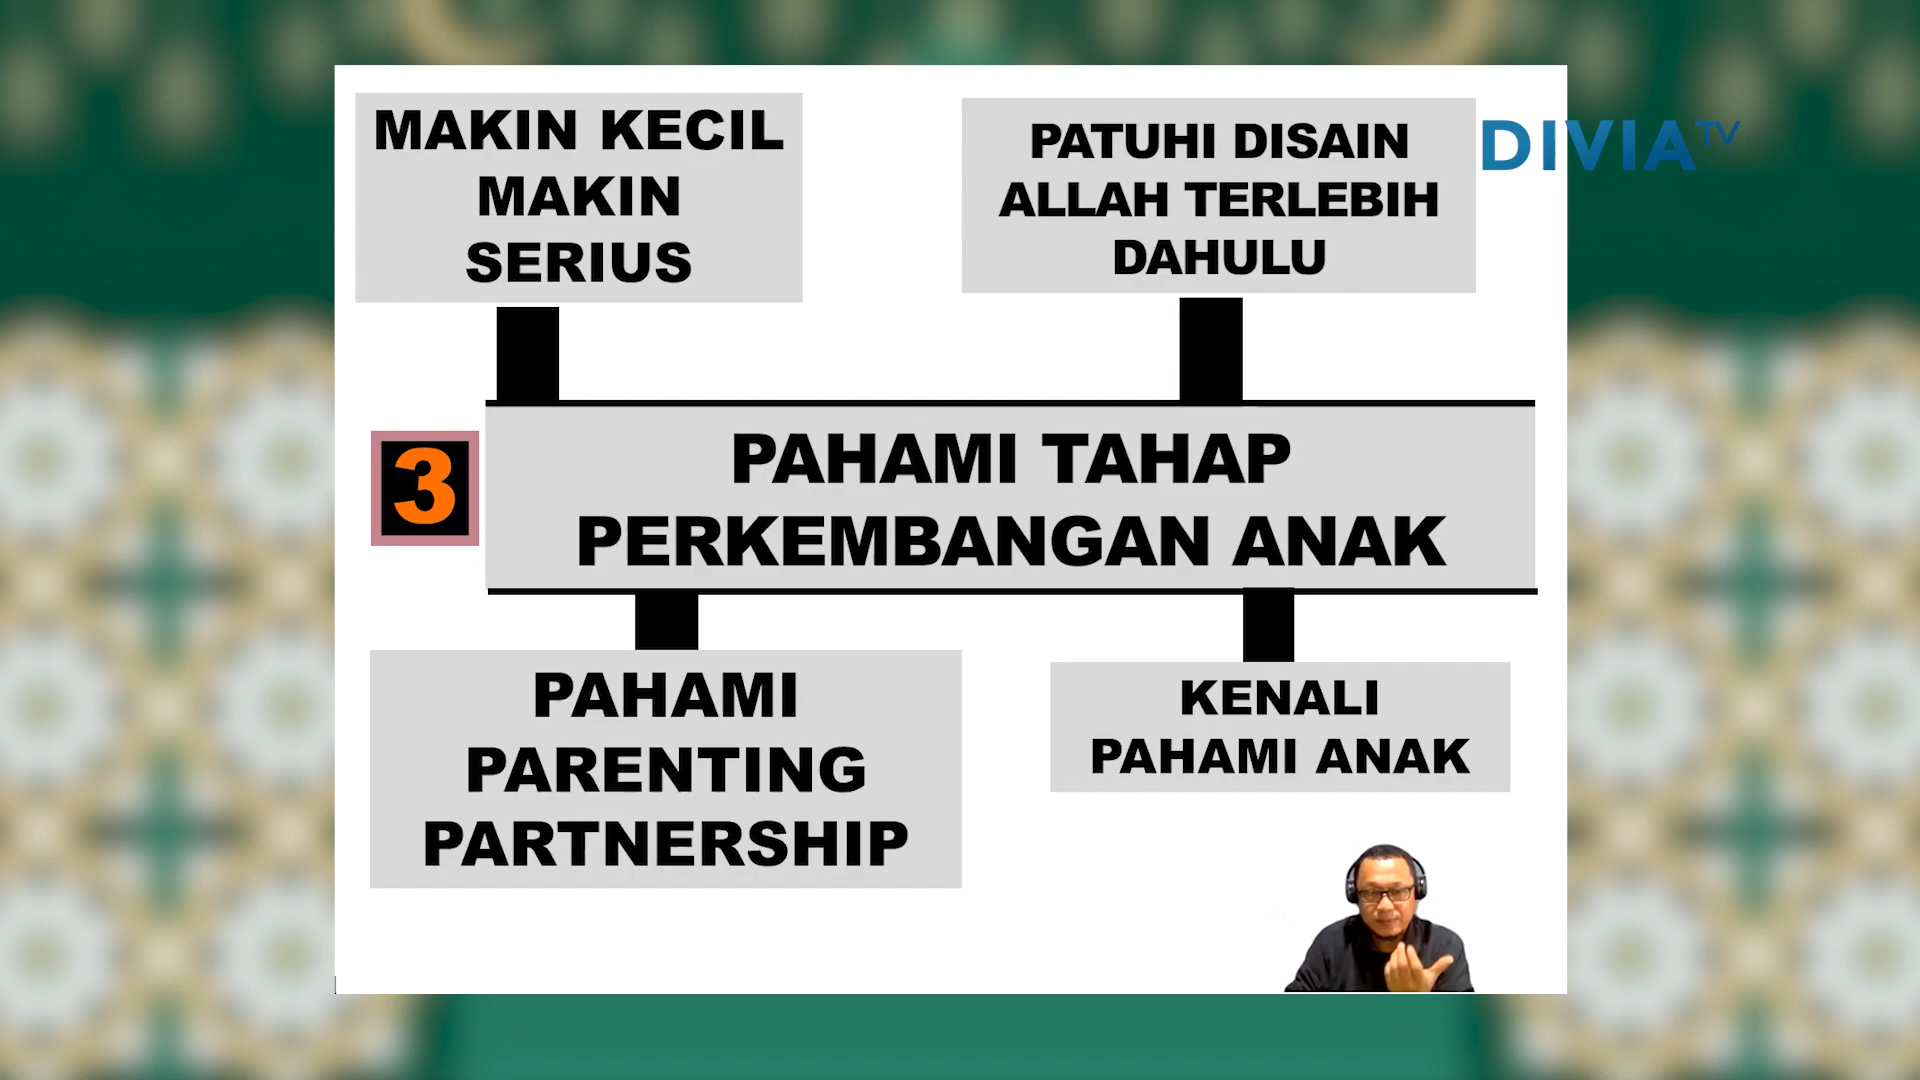 MAKIN KECIL
MAKIN
SERIUS
PATUHI DISAIN
ALLAH TERLEBIH
DAHULU
DIVIA TV
3
PAHAMI TAHAP
PERKEMBANGAN ANAK
PAHAMI
PARENTING
PARTNERSHIP
KENALI
PAHAMI ANAK